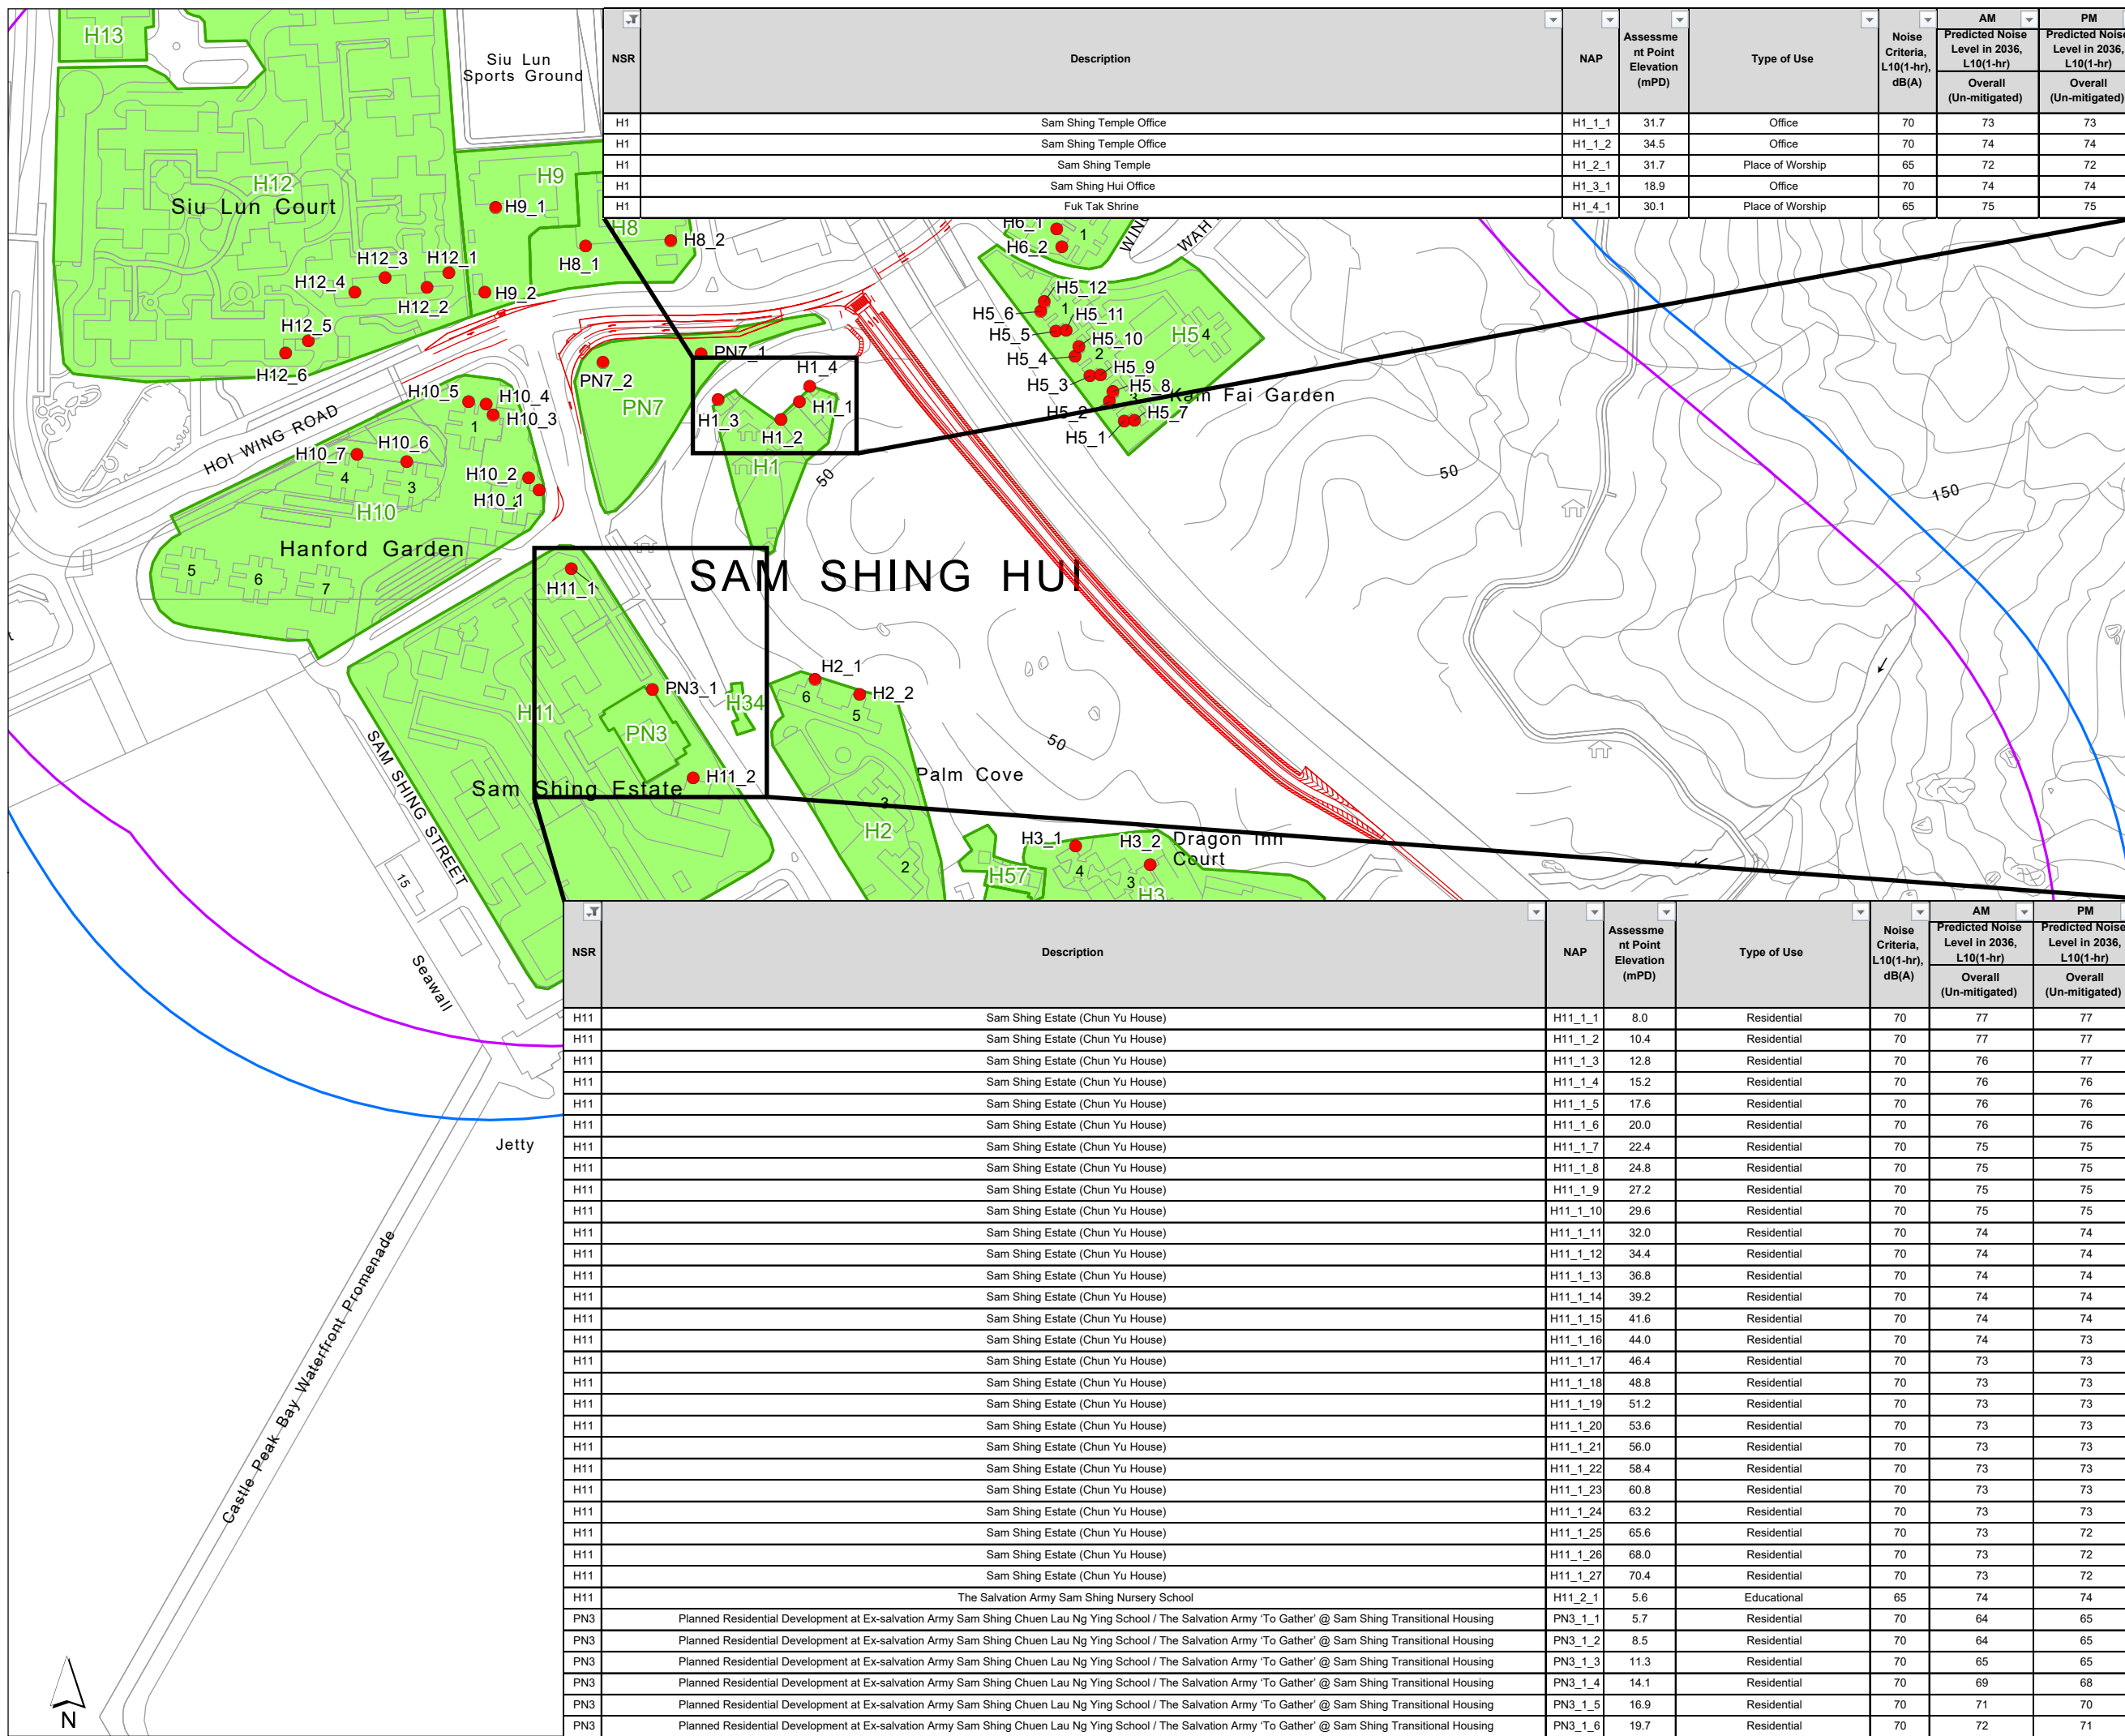 H13
Siu Lun
Sports Ground
H12
Siu Lun Court
H9
H9_1
H8
H8_2
H8_1
H12_3
H12_1
H12_4
H12_2
H9_2
H12_5
H12_6
NSR Description NAP Assessme nt Point Elevation (mPD) Type of Use Noise Criteria, L10(1-hr), dB(A) AM Predicted Noise Level in 2036, L10(1-hr) Overall (Un-mitigated) PM Predicted Noise Level in 2036, L10(1-hr) Overall (Un-mitigated)
H1 Sam Shing Temple Office H1_1_1 31.7 Office 70 73 73
H1 Sam Shing Temple Office H1_1_2 34.5 Office 70 74 74
H1 Sam Shing Temple H1_2_1 31.7 Place of Worship 65 72 72
H1 Sam Shing Hui Office H1_3_1 18.9 Office 70 74 74
H1 Fuk Tak Shrine H1_4_1 30.1 Place of Worship 65 75 75
H6_1
1
H6_2
WAH
H5_12
H5_6
1
H5_11
H5_5
H5_10
H5
4
H5_4
2
H5_9
H5_3
H5_8
3
Kam Fai Garden
H5_2
H5_7
H5_1
PN7_1
PN7_2
PN7
H1_4
H1_3
H1_1
H1_2
H1
50
50
150
HOI WING ROAD
H10_5
H10_4
H10_3
1
H10_6
H10_7
4
3
H10_2
H10_1
H10
Hanford Garden
5
6
7
SAM SHING HUI
H11_1
H2_1
6
H2_2
5
PN3_1
H34
H11
PN3
50
Palm Cove
H11_2
Sam Shing Estate
SAM SHING STREET
15
3
H2
2
H3_1
H3_2
Dragon Inn
Court
4
3
H57
H3
Seawall
Jetty
Castle Peak Bay Waterfront Promenade
N
NSR Description NAP Assessme nt Point Elevation (mPD) Type of Use Noise Criteria, L10(1-hr), dB(A) AM Predicted Noise Level in 2036, L10(1-hr) Overall (Un-mitigated) PM Predicted Noise Level in 2036, L10(1-hr) Overall (Un-mitigated)
H11 Sam Shing Estate (Chun Yu House) H11_1_1 8.0 Residential 70 77 77
H11 Sam Shing Estate (Chun Yu House) H11_1_2 10.4 Residential 70 77 77
H11 Sam Shing Estate (Chun Yu House) H11_1_3 12.8 Residential 70 76 77
H11 Sam Shing Estate (Chun Yu House) H11_1_4 15.2 Residential 70 76 76
H11 Sam Shing Estate (Chun Yu House) H11_1_5 17.6 Residential 70 76 76
H11 Sam Shing Estate (Chun Yu House) H11_1_6 20.0 Residential 70 76 76
H11 Sam Shing Estate (Chun Yu House) H11_1_7 22.4 Residential 70 75 75
H11 Sam Shing Estate (Chun Yu House) H11_1_8 24.8 Residential 70 75 75
H11 Sam Shing Estate (Chun Yu House) H11_1_9 27.2 Residential 70 75 75
H11 Sam Shing Estate (Chun Yu House) H11_1_10 29.6 Residential 70 75 75
H11 Sam Shing Estate (Chun Yu House) H11_1_11 32.0 Residential 70 74 74
H11 Sam Shing Estate (Chun Yu House) H11_1_12 34.4 Residential 70 74 74
H11 Sam Shing Estate (Chun Yu House) H11_1_13 36.8 Residential 70 74 74
H11 Sam Shing Estate (Chun Yu House) H11_1_14 39.2 Residential 70 74 74
H11 Sam Shing Estate (Chun Yu House) H11_1_15 41.6 Residential 70 74 74
H11 Sam Shing Estate (Chun Yu House) H11_1_16 44.0 Residential 70 74 73
H11 Sam Shing Estate (Chun Yu House) H11_1_17 46.4 Residential 70 73 73
H11 Sam Shing Estate (Chun Yu House) H11_1_18 48.8 Residential 70 73 73
H11 Sam Shing Estate (Chun Yu House) H11_1_19 51.2 Residential 70 73 73
H11 Sam Shing Estate (Chun Yu House) H11_1_20 53.6 Residential 70 73 73
H11 Sam Shing Estate (Chun Yu House) H11_1_21 56.0 Residential 70 73 73
H11 Sam Shing Estate (Chun Yu House) H11_1_22 58.4 Residential 70 73 73
H11 Sam Shing Estate (Chun Yu House) H11_1_23 60.8 Residential 70 73 73
H11 Sam Shing Estate (Chun Yu House) H11_1_24 63.2 Residential 70 73 73
H11 Sam Shing Estate (Chun Yu House) H11_1_25 65.6 Residential 70 73 72
H11 Sam Shing Estate (Chun Yu House) H11_1_26 68.0 Residential 70 73 72
H11 Sam Shing Estate (Chun Yu House) H11_1_27 70.4 Residential 70 73 72
H11 The Salvation Army Sam Shing Nursery School H11_2_1 5.6 Educational 65 74 74
PN3 Planned Residential Development at Ex-salvation Army Sam Shing Chuen Lau Ng Ying School / The Salvation Army ‘To Gather’ @ Sam Shing Transitional Housing PN3_1_1 5.7 Residential 70 64 65
PN3 Planned Residential Development at Ex-salvation Army Sam Shing Chuen Lau Ng Ying School / The Salvation Army ‘To Gather’ @ Sam Shing Transitional Housing PN3_1_2 8.5 Residential 70 64 65
PN3 Planned Residential Development at Ex-salvation Army Sam Shing Chuen Lau Ng Ying School / The Salvation Army ‘To Gather’ @ Sam Shing Transitional Housing PN3_1_3 11.3 Residential 70 65 65
PN3 Planned Residential Development at Ex-salvation Army Sam Shing Chuen Lau Ng Ying School / The Salvation Army ‘To Gather’ @ Sam Shing Transitional Housing PN3_1_4 14.1 Residential 70 69 68
PN3 Planned Residential Development at Ex-salvation Army Sam Shing Chuen Lau Ng Ying School / The Salvation Army ‘To Gather’ @ Sam Shing Transitional Housing PN3_1_5 16.9 Residential 70 71 70
PN3 Planned Residential Development at Ex-salvation Army Sam Shing Chuen Lau Ng Ying School / The Salvation Army ‘To Gather’ @ Sam Shing Transitional Housing PN3_1_6 19.7 Residential 70 72 71